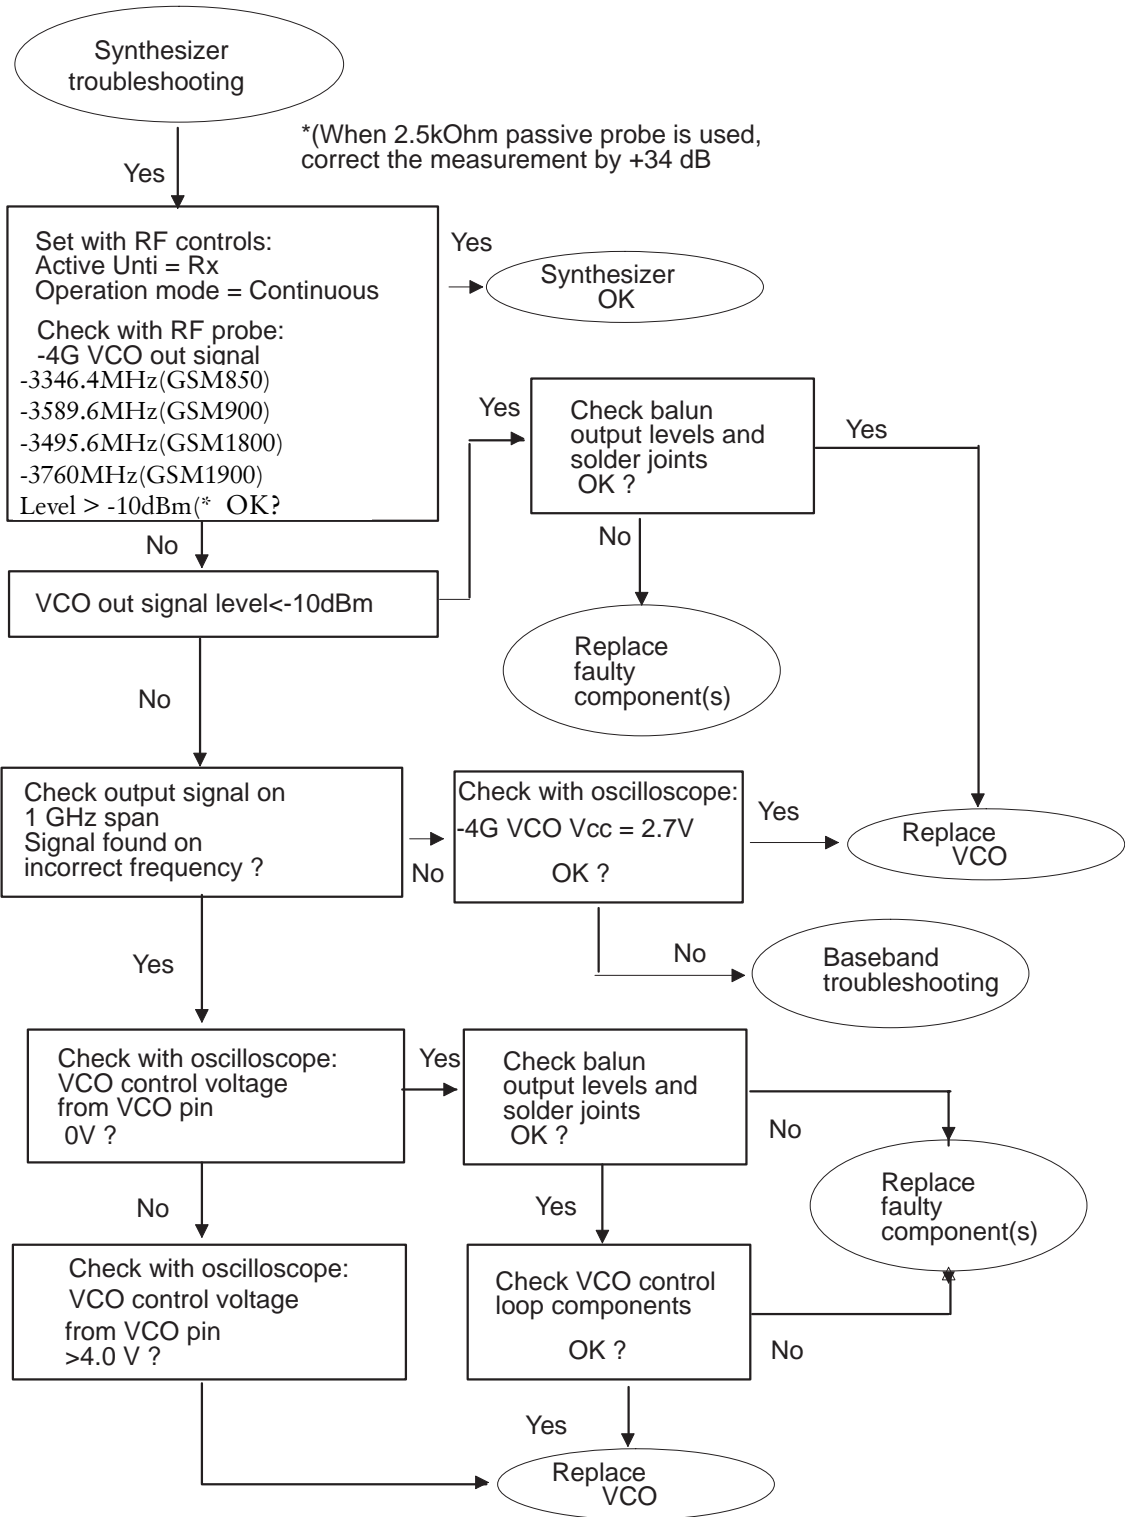 Synthesizer
troubleshooting
*(When 2.5kOhm passive probe is used,
correct the measurement by +34 dB
Yes
Set with RF controls:
Active Unti = Rx
Operation mode = Continuous
Check with RF probe:
-4G VCO out signal
-3346.4MHz(GSM850)
-3589.6MHz(GSM900)
-3495.6MHz(GSM1800)
-3760MHz(GSM1900)
Level > -10dBm(* OK?
Yes
Synthesizer
OK
No
VCO out signal level<-10dBm
Yes
Check balun
output levels and
solder joints
OK ?
Yes
No
Replace
faulty
component(s)
No
Check output signal on
1 GHz span
Signal found on
incorrect frequency ?
No
Check with oscilloscope:
-4G VCO Vcc = 2.7V
OK ?
Yes
Replace
VCO
No
Baseband
troubleshooting
Yes
Check with oscilloscope:
VCO control voltage
from VCO pin
0V ?
Yes
Check balun
output levels and
solder joints
OK ?
No
Replace
faulty
component(s)
No
Yes
Check with oscilloscope:
VCO control voltage
from VCO pin
>4.0 V ?
Check VCO control
loop components
OK ?
No
Yes
Replace
VCO